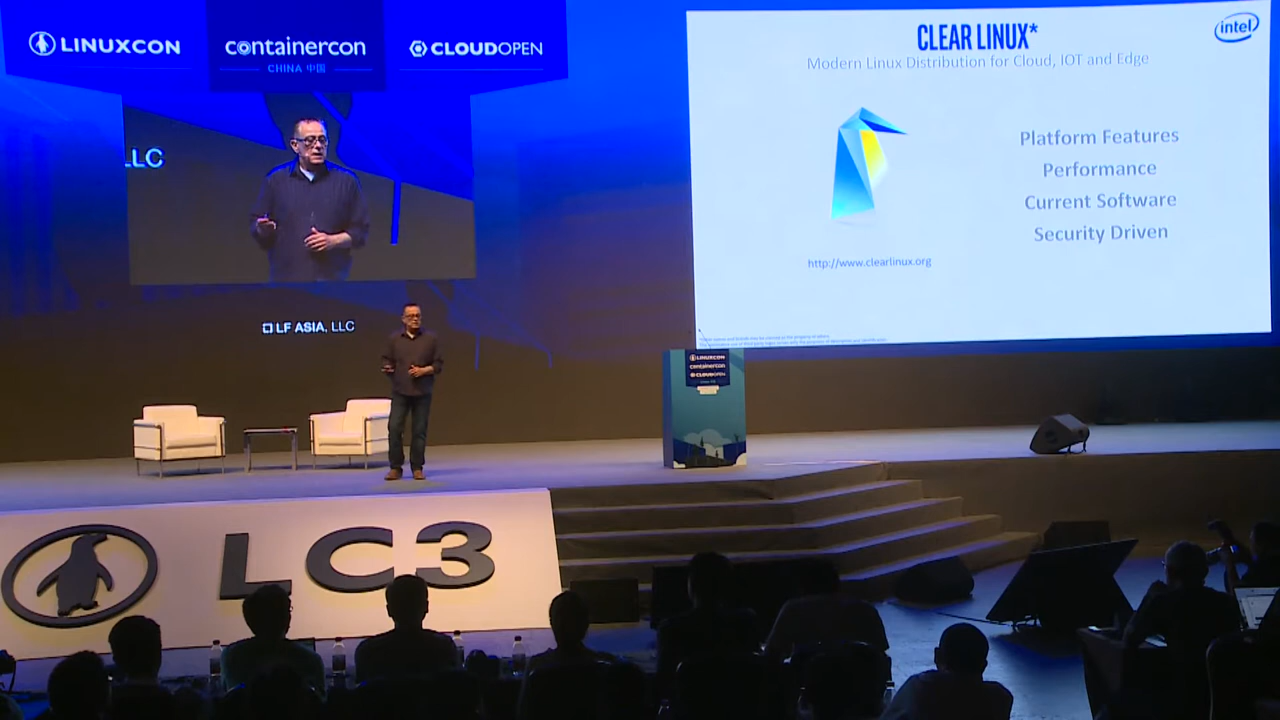 LINUXCON
containercon
CHINA 中国
CLOUDOPEN
LLC
LF ASIA, LLC
CLEAR LINUX*
intel
Modern Linux Distribution for Cloud, IOT and Edge
Platform Features
Performance
Current Software
Security Driven
http://www.clearlinux.org
LINUXCON
containercon
CLOUDOPEN
LC3